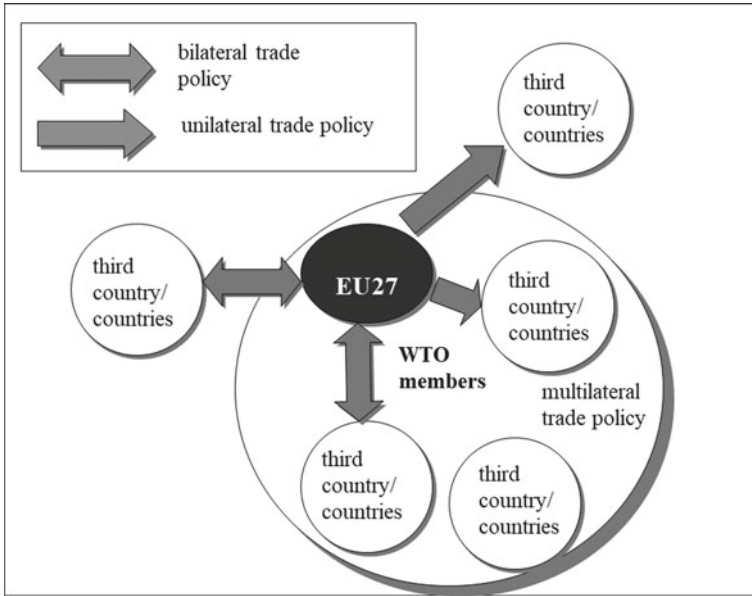 bilateral trade
policy
unilateral trade policy
third
country/
countries
third
country/
countries
EU27
third
country/
countries
WTO
members
multilateral
trade policy
third
country/
countries
third
country/
countries